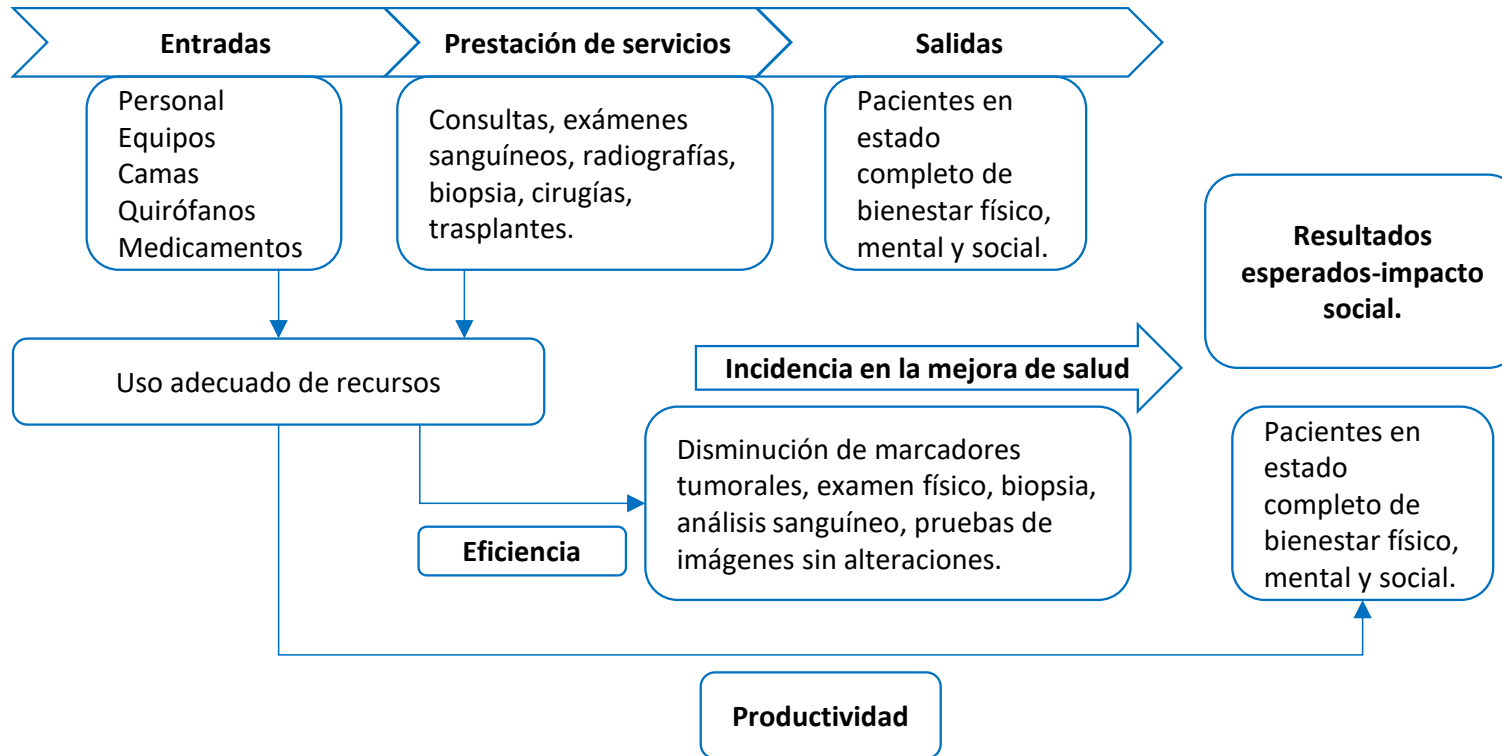 Entradas
Prestación de servicios
Salidas
Personal
Equipos
Camas
Quirófanos
Medicamentos
Consultas, exámenes
sanguíneos, radiografías,
biopsia, cirugías,
trasplantes.
Pacientes en
estado
completo de
bienestar físico,
mental y social.
Resultados
esperados-impacto
social.
Uso adecuado de recursos
Incidencia en la mejora de salud
Disminución de marcadores
tumorales, examen físico, biopsia,
análisis sanguíneo, pruebas de
imágenes sin alteraciones.
Pacientes en
estado
completo de
bienestar físico,
mental y social.
Eficiencia
Productividad